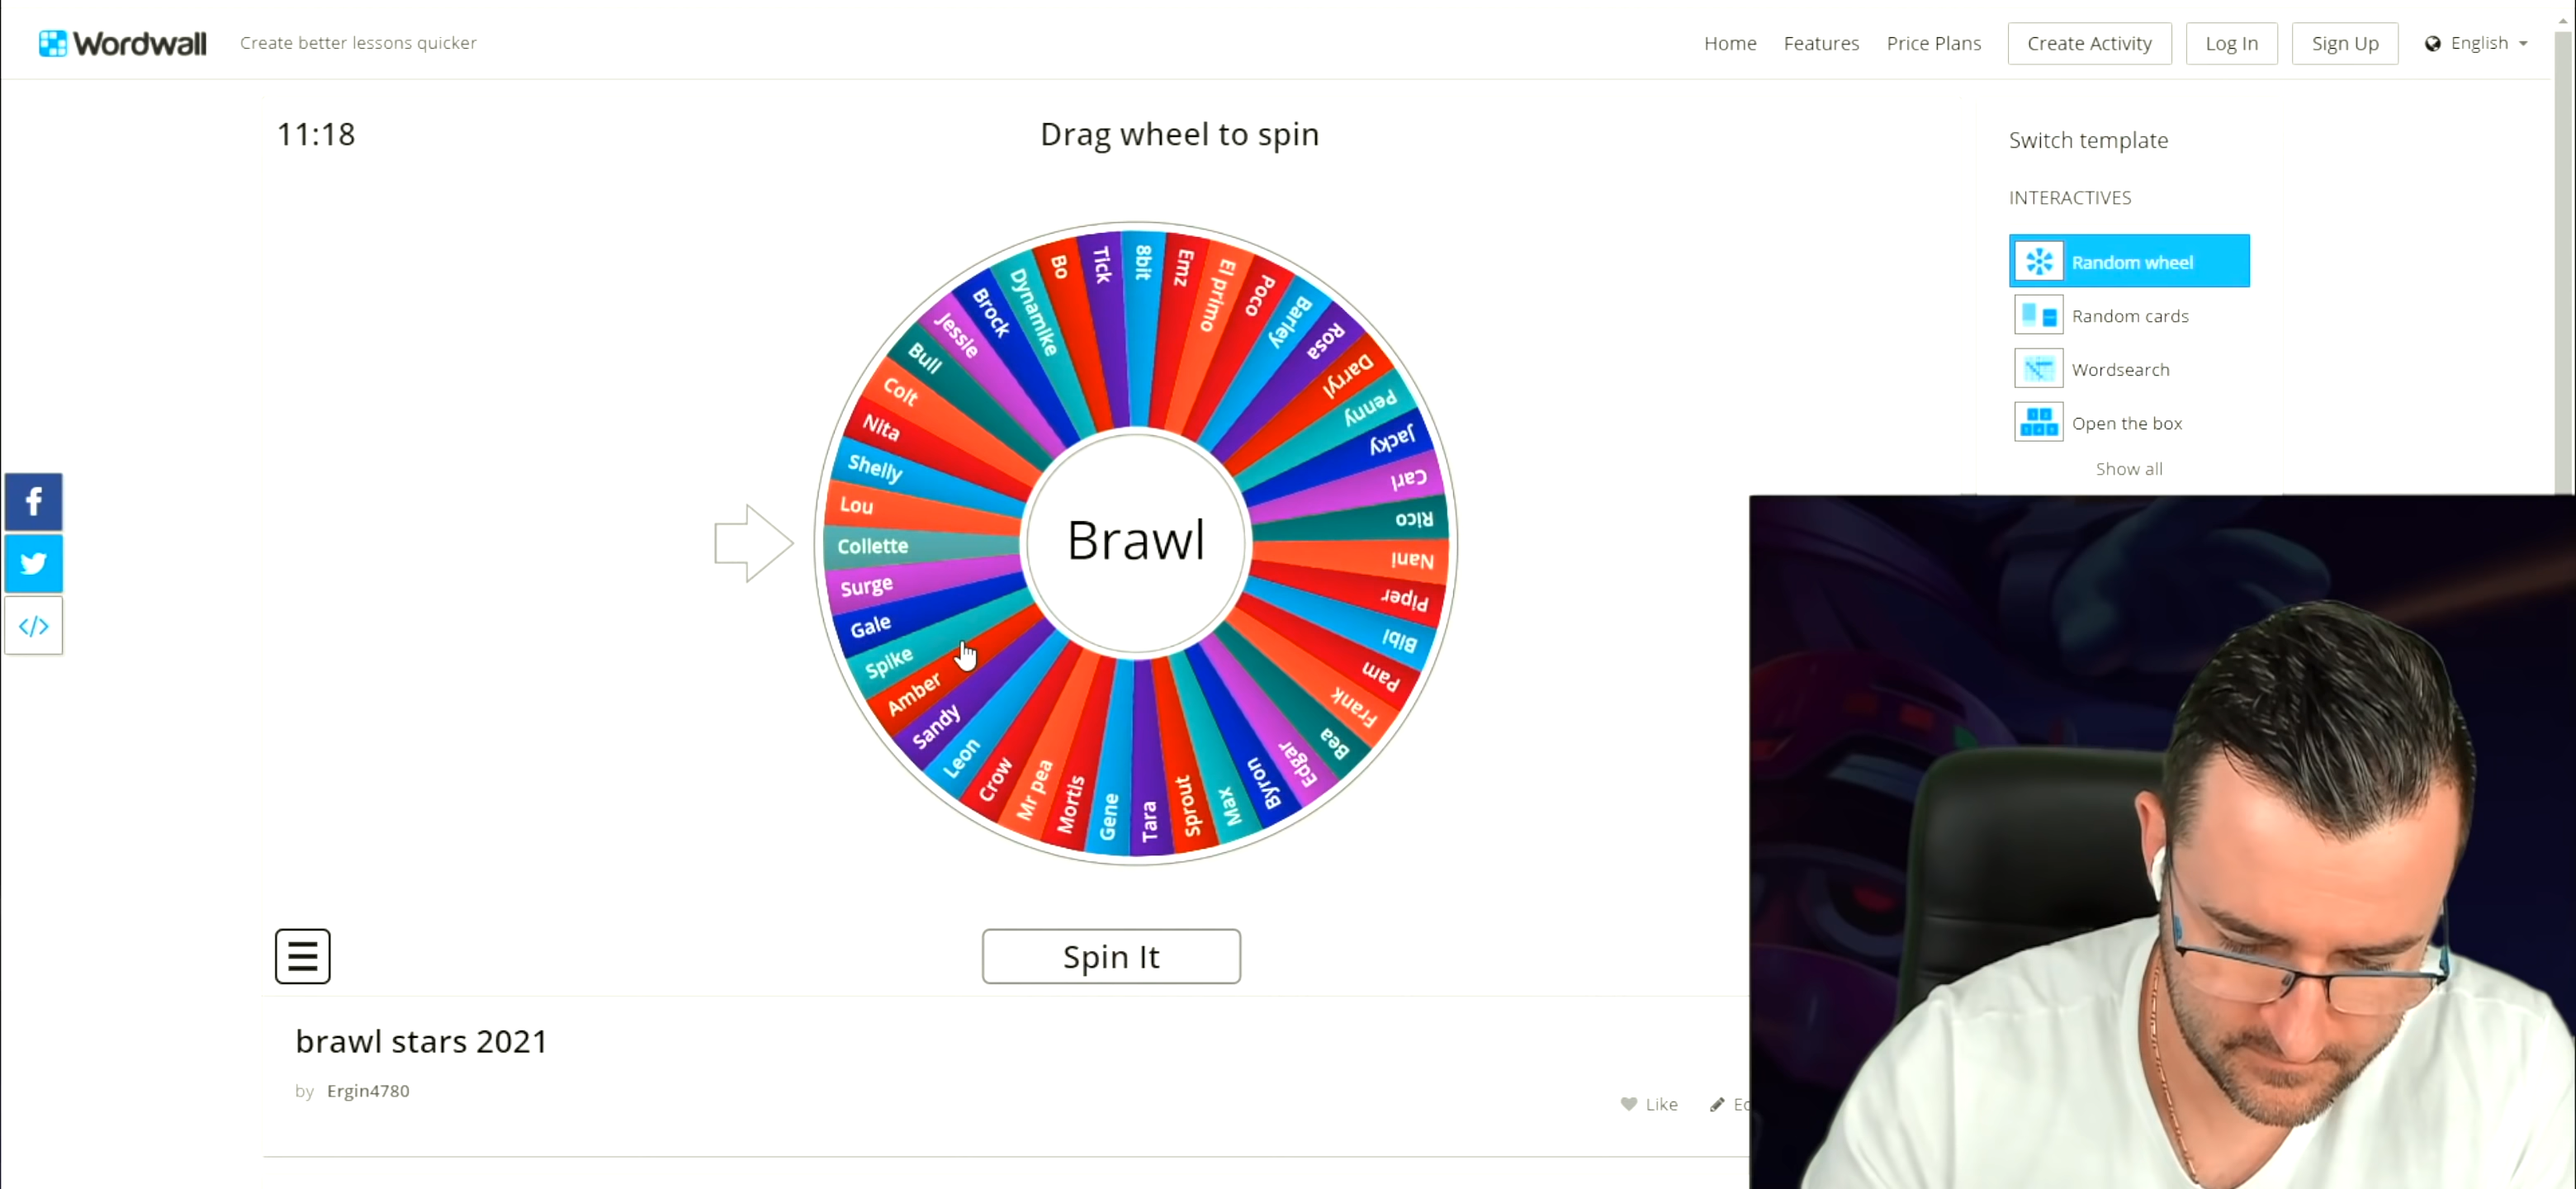 Wordwall
Create better lessons quicker
Home
Features
Price Plans
Create Activity
Log In
Sign Up
English
11:18
Drag wheel to spin
Switch template
INTERACTIVES
Random wheel
Random cards
Wordsearch
Open the box
Show all
8bit
Emz
El primo
Poco
Barley
Rosa
Darryl
Penny
Jacky
Carl
Rico
Nani
Piper
Bibi
Pam
Frank
Bea
Edgar
Byron
Max
Sprout
Tara
Gene
Mortis
Mr pea
Crow
Leon
Sandy
Amber
Spike
Gale
Surge
Collette
Lou
Shelly
Nita
Colt
Bull
Jessie
Brock
Dynamike
Bo
Tick
Brawl
f
</>
Spin It
brawl stars 2021
by Ergin4780
Like